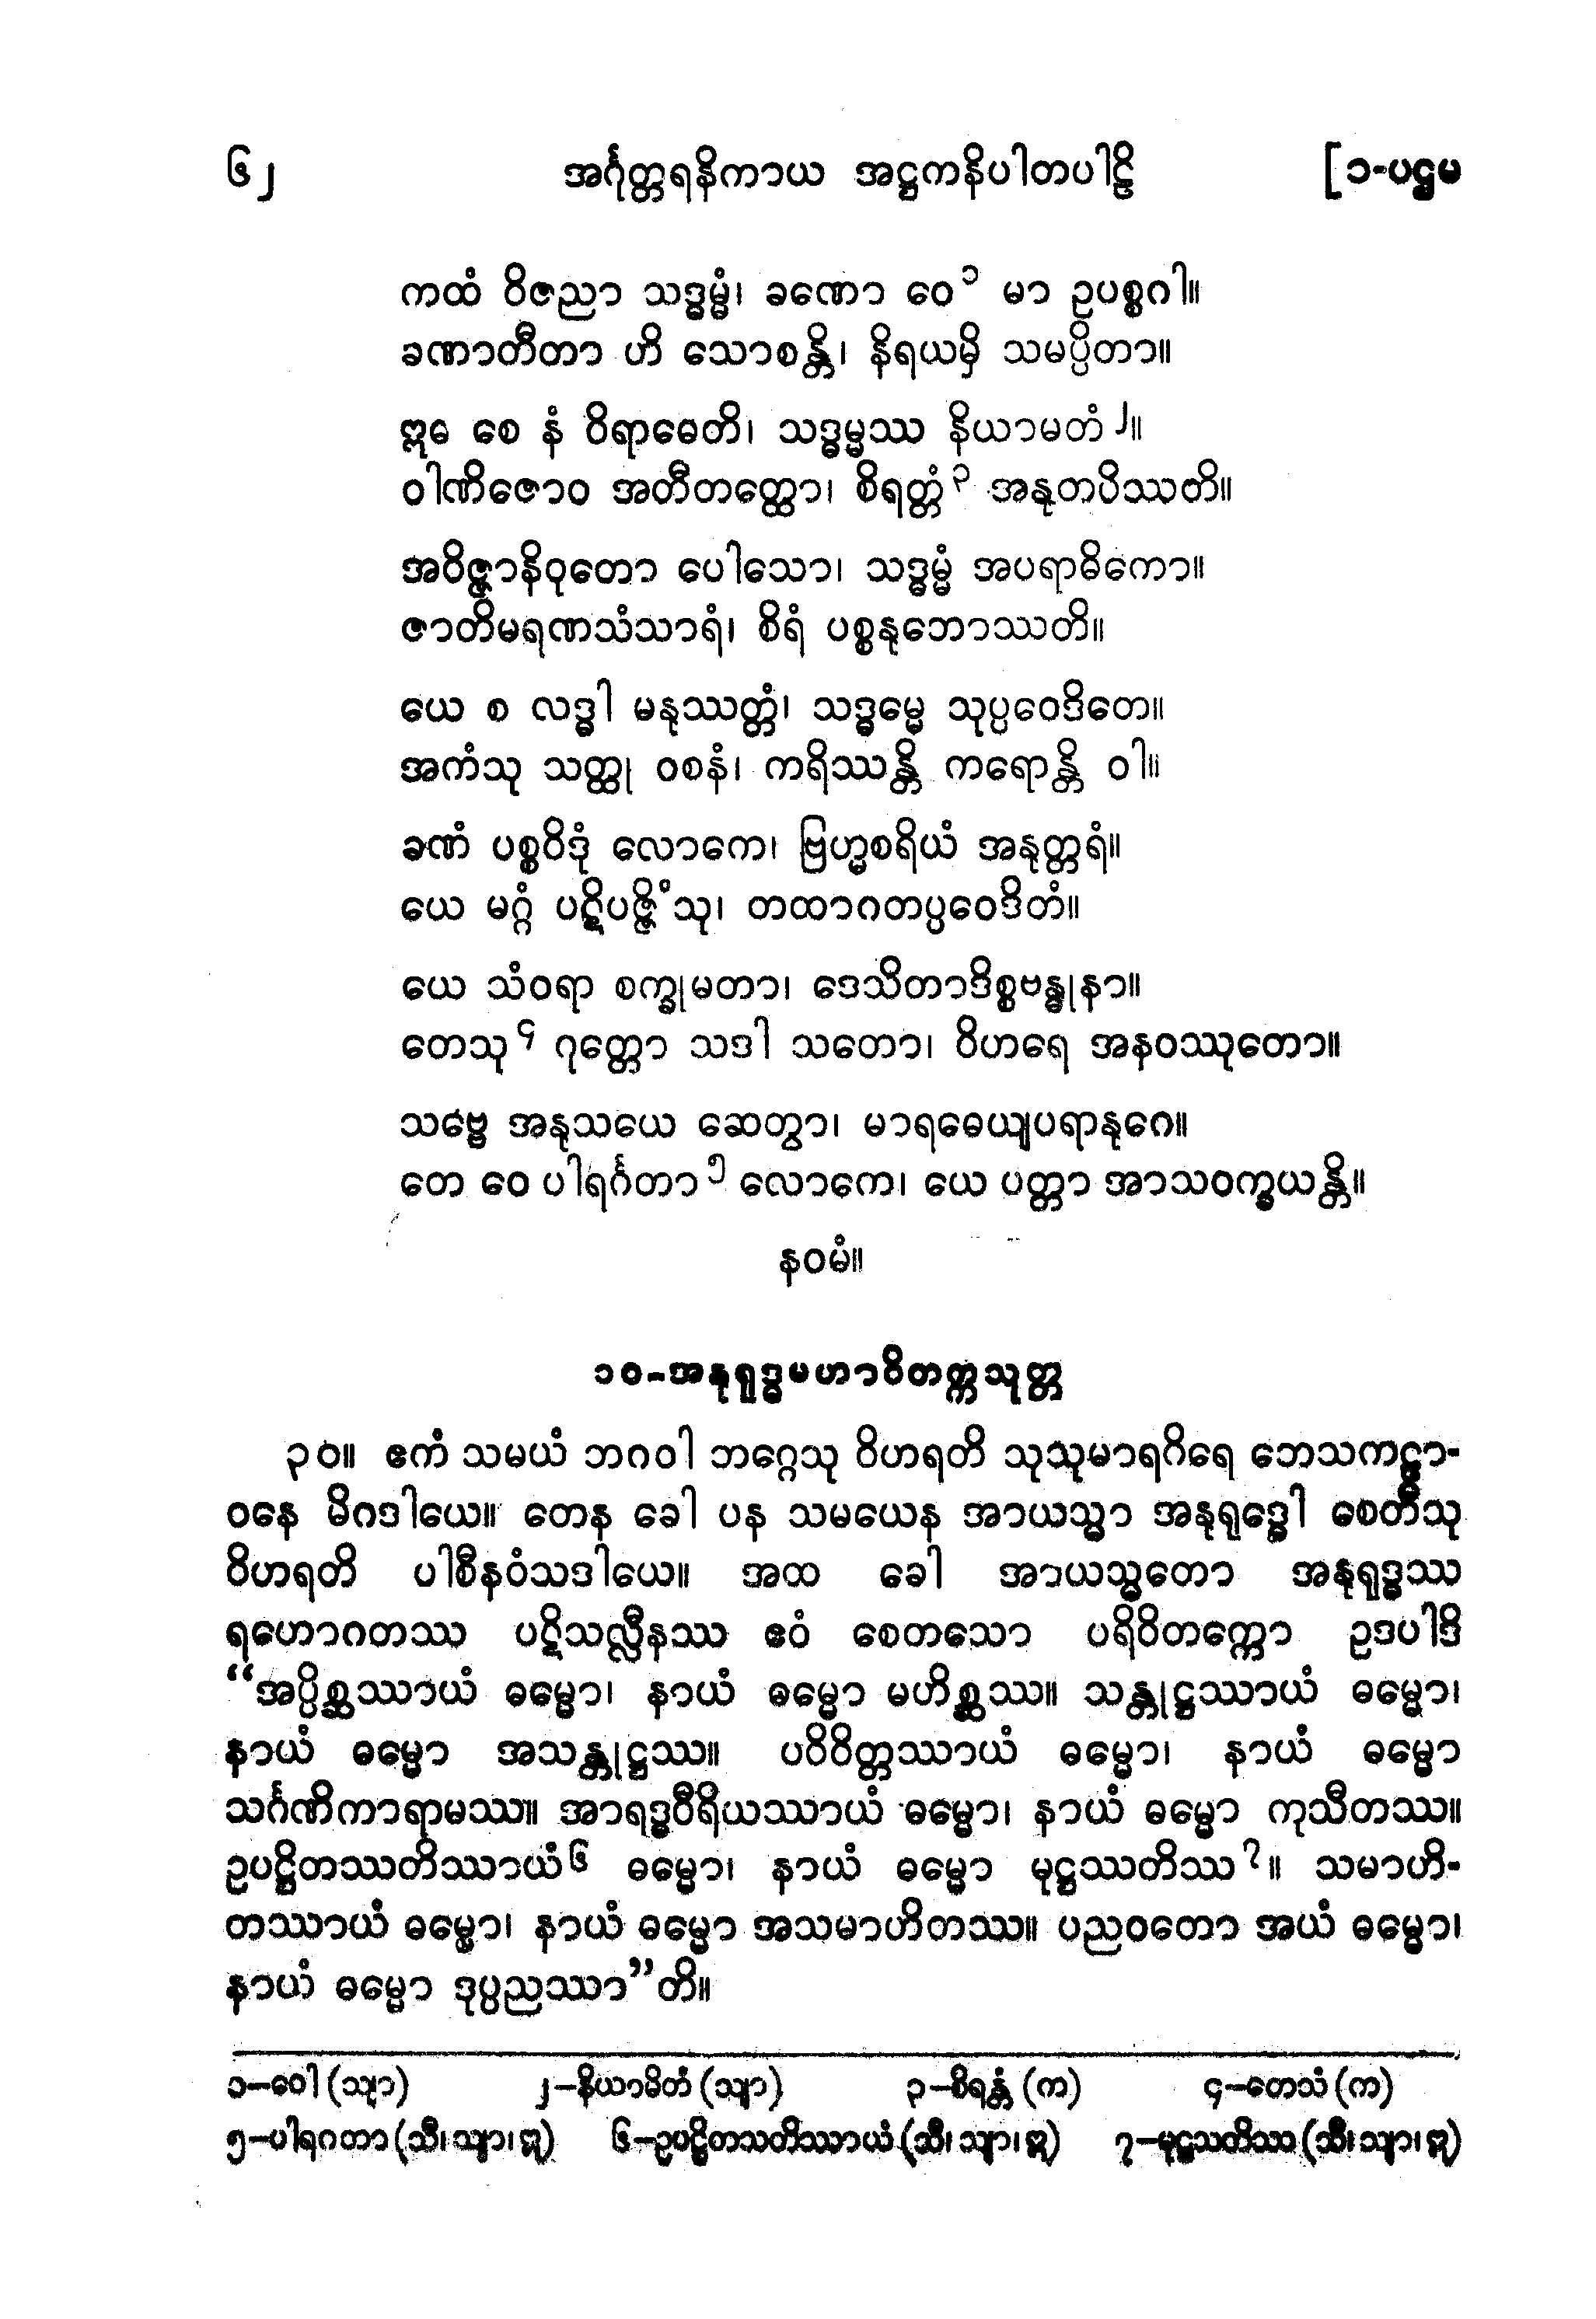 ၆၂ အင်္ဂုတ္တရနိကာယ အဋ္ဌကနိပါတပါဠိ [၁-ပဌမ
ကထံ ဝိဇညာ သဒ္ဓမ္မံ၊ ခဏော ဝေ ၁ မာ ဥပစ္စဂါ။
ခဏာတီတာ ဟိ သောစန္တိ၊ နိရယမှိ သမပ္ပိတာ။
ဣဓ စေ နံ ဝိရာဓေတိ၊ သဒ္ဓမ္မဿ နိယာမတံ ၂။
ဝါဏိဇောဝ အတီတတ္ထော၊ စိရတ္တံ ၃ အနုတပိဿတိ။
အဝိဇ္ဇာနိဝုတော ပေါသော၊ သဒ္ဓမ္မံ အပရာဓိကော။
ဇာတိမရဏသံသာရံ၊ စိရံ ပစ္စနုဘောဿတိ။
ယေ စ လဒ္ဓါ မနုဿတ္တံ၊ သဒ္ဓမ္မေ သုပ္ပဝေဒိတေ။
အကံသု သတ္ထု ဝစနံ၊ ကရိဿန္တိ ကရောန္တိ ဝါ။
ခဏံ ပစ္စဝိဒုံ လောကေ၊ ဗြဟ္မစရိယံ အနုတ္တရံ။
ယေ မဂ္ဂံ ပဋိပဇ္ဇိံသု၊ တထာဂတပ္ပဝေဒိတံ။
ယေ သံဝရာ စက္ခုမတာ၊ ဒေသိတာဒိစ္စဗန္ဓုနာ။
တေသု ၄ ဂုတ္တော သဒါ သတော၊ ဝိဟရေ အနဝဿုတော။
သဗ္ဗေ အနုသယေ ဆေတွာ၊ မာရဓေယျပရာနုဂေ။
တေ ဝေ ပါရင်္ဂတာ ၅ လောကေ၊ ယေ ပတ္တာ အာသဝက္ခယန္တိ။
နဝမံ။
၁၀-အနုရုဒ္ဓမဟာဝိတက္ကသုတ္တ
၃၀။ ဧကံ သမယံ ဘဂဝါ ဘဂ္ဂေသု ဝိဟရတိ သုသုမာရဂိရေ ဘေသကဠာ-
ဝနေ မိဂဒါယေ။ တေန ခေါ ပန သမယေန အာယသ္မာ အနုရုဒ္ဓေါ စေတီသု
ဝိဟရတိ ပါစီနဝံသဒါယေ။ အထ ခေါ အာယသ္မတော အနုရုဒ္ဓဿ
ရဟောဂတဿ ပဋိသလ္လီနဿ ဧဝံ စေတသော ပရိဝိတက္ကော ဥဒပါဒိ
“အပ္ပိစ္ဆဿာယံ ဓမ္မော၊ နာယံ ဓမ္မော မဟိစ္ဆဿ။ သန္တုဋ္ဌဿာယံ ဓမ္မော၊
နာယံ ဓမ္မော အသန္တုဋ္ဌဿ။ ပဝိဝိတ္တဿာယံ ဓမ္မော၊ နာယံ ဓမ္မော
သင်္ဂဏိကာရာမဿ။ အာရဒ္ဓဝီရိယဿာယံ ဓမ္မော၊ နာယံ ဓမ္မော ကုသီတဿ။
ဥပဋ္ဌိတဿတိဿာယံ ၆ ဓမ္မော၊ နာယံ ဓမ္မော မုဋ္ဌဿတိဿ ၇။ သမာဟိ-
တဿာယံ ဓမ္မော၊ နာယံ ဓမ္မော အသမာဟိတဿ။ ပညဝတော အယံ ဓမ္မော၊
နာယံ ဓမ္မော ဒုပ္ပညဿာ”တိ။
၁-ဝေါ (သျာ) ၂-နိယာမိတံ (သျာ) ၃-စိရန္တံ (က) ၄-တေသံ (က)
၅-ပါရဂတာ (သီ၊ သျာ၊ ဣ) ၆-ဥပဋ္ဌိတသတိဿာယံ (သီ၊ သျာ၊ ဣ) ၇-မုဋ္ဌသတိဿ (သီ၊ သျာ၊ ဣ)